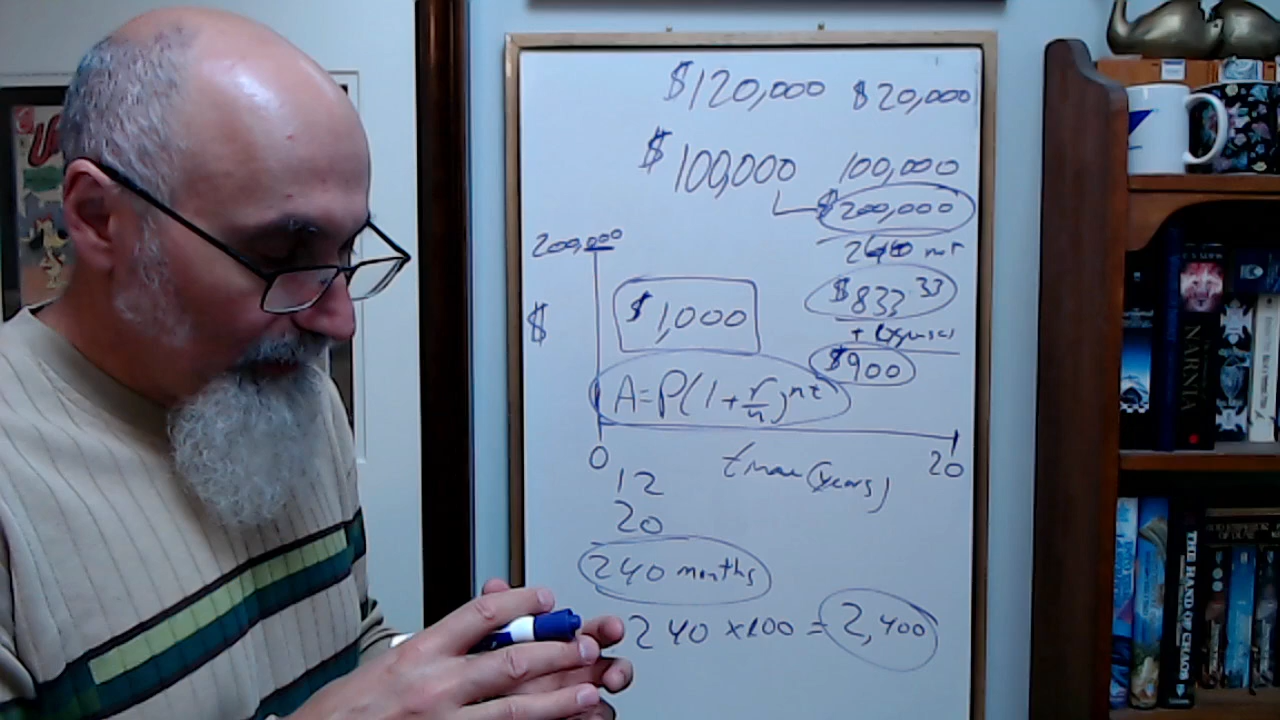 $120,000 $20,000
$100,000 100,000
$200,000
200,000
240 mt
$833.33
$
$1,000
+ Expenses
$900
A=P(1+r/n)^nt
0 20
time (years)
12
20
240 months
240 x100 = 2,400
NARNIA
THE HAND OF CHAOS